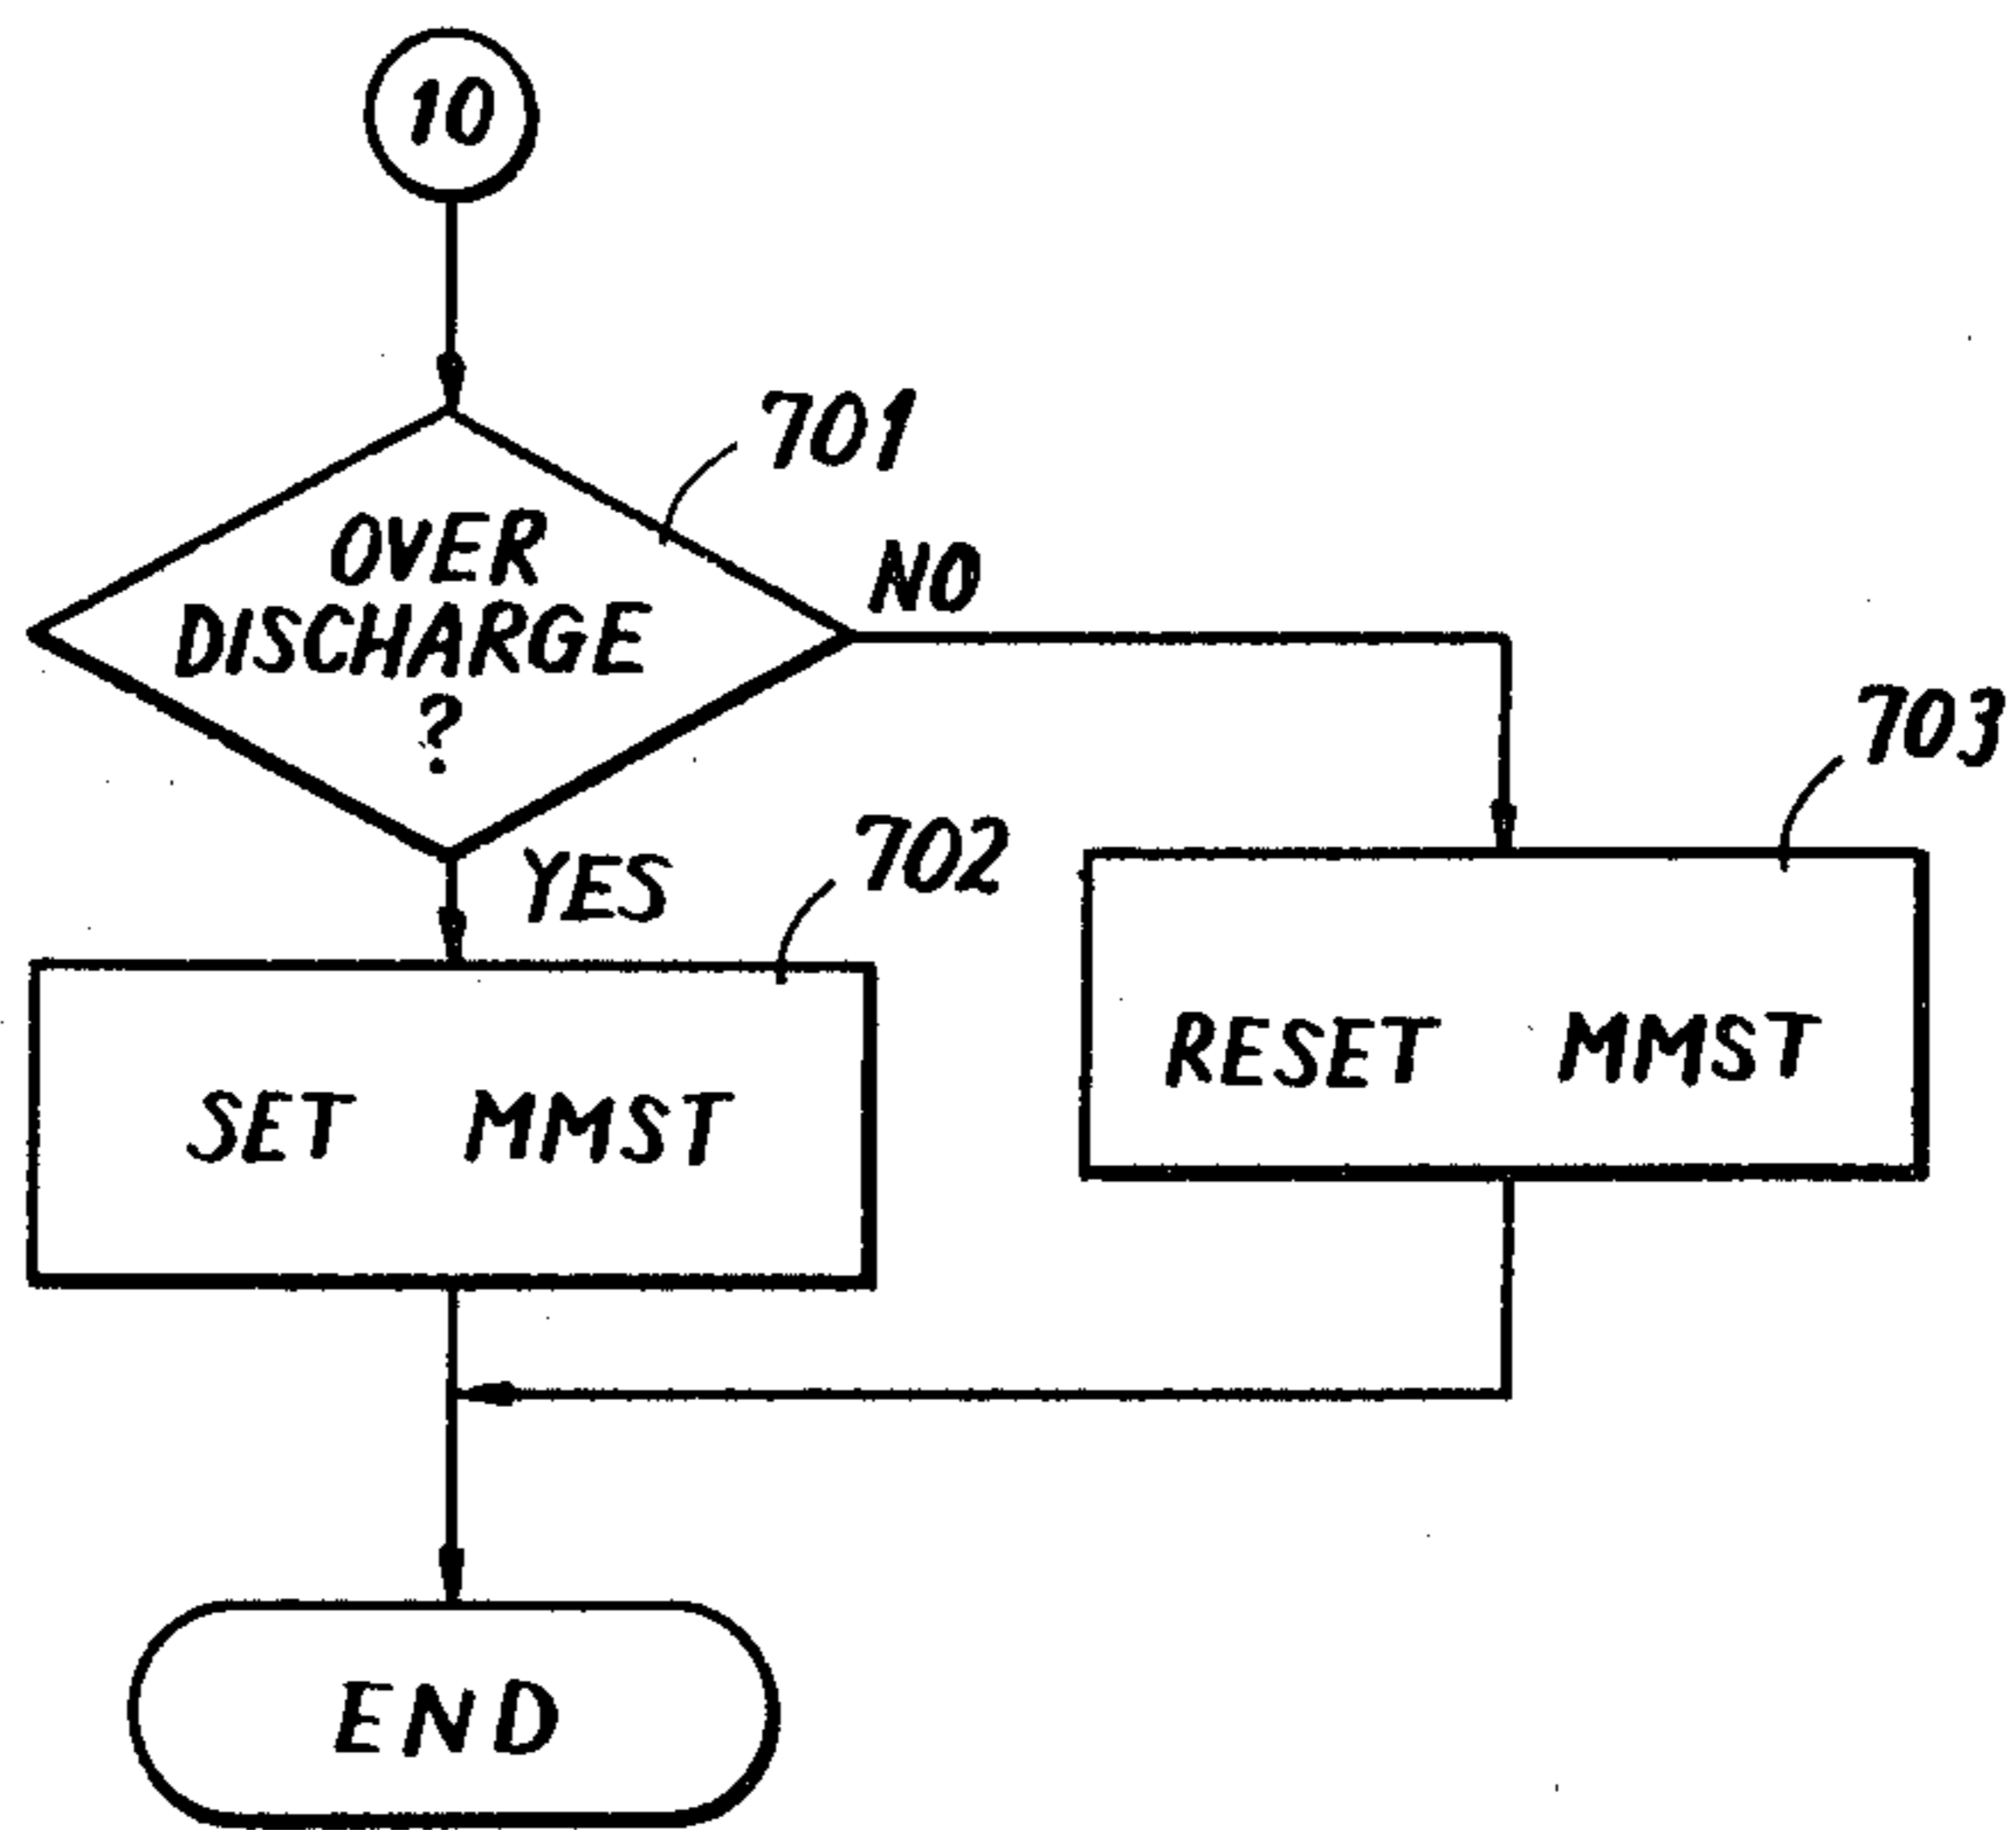 10
701
OVER
DISCHARGE
?
NO
YES
702
703
SET MMST
RESET MMST
END